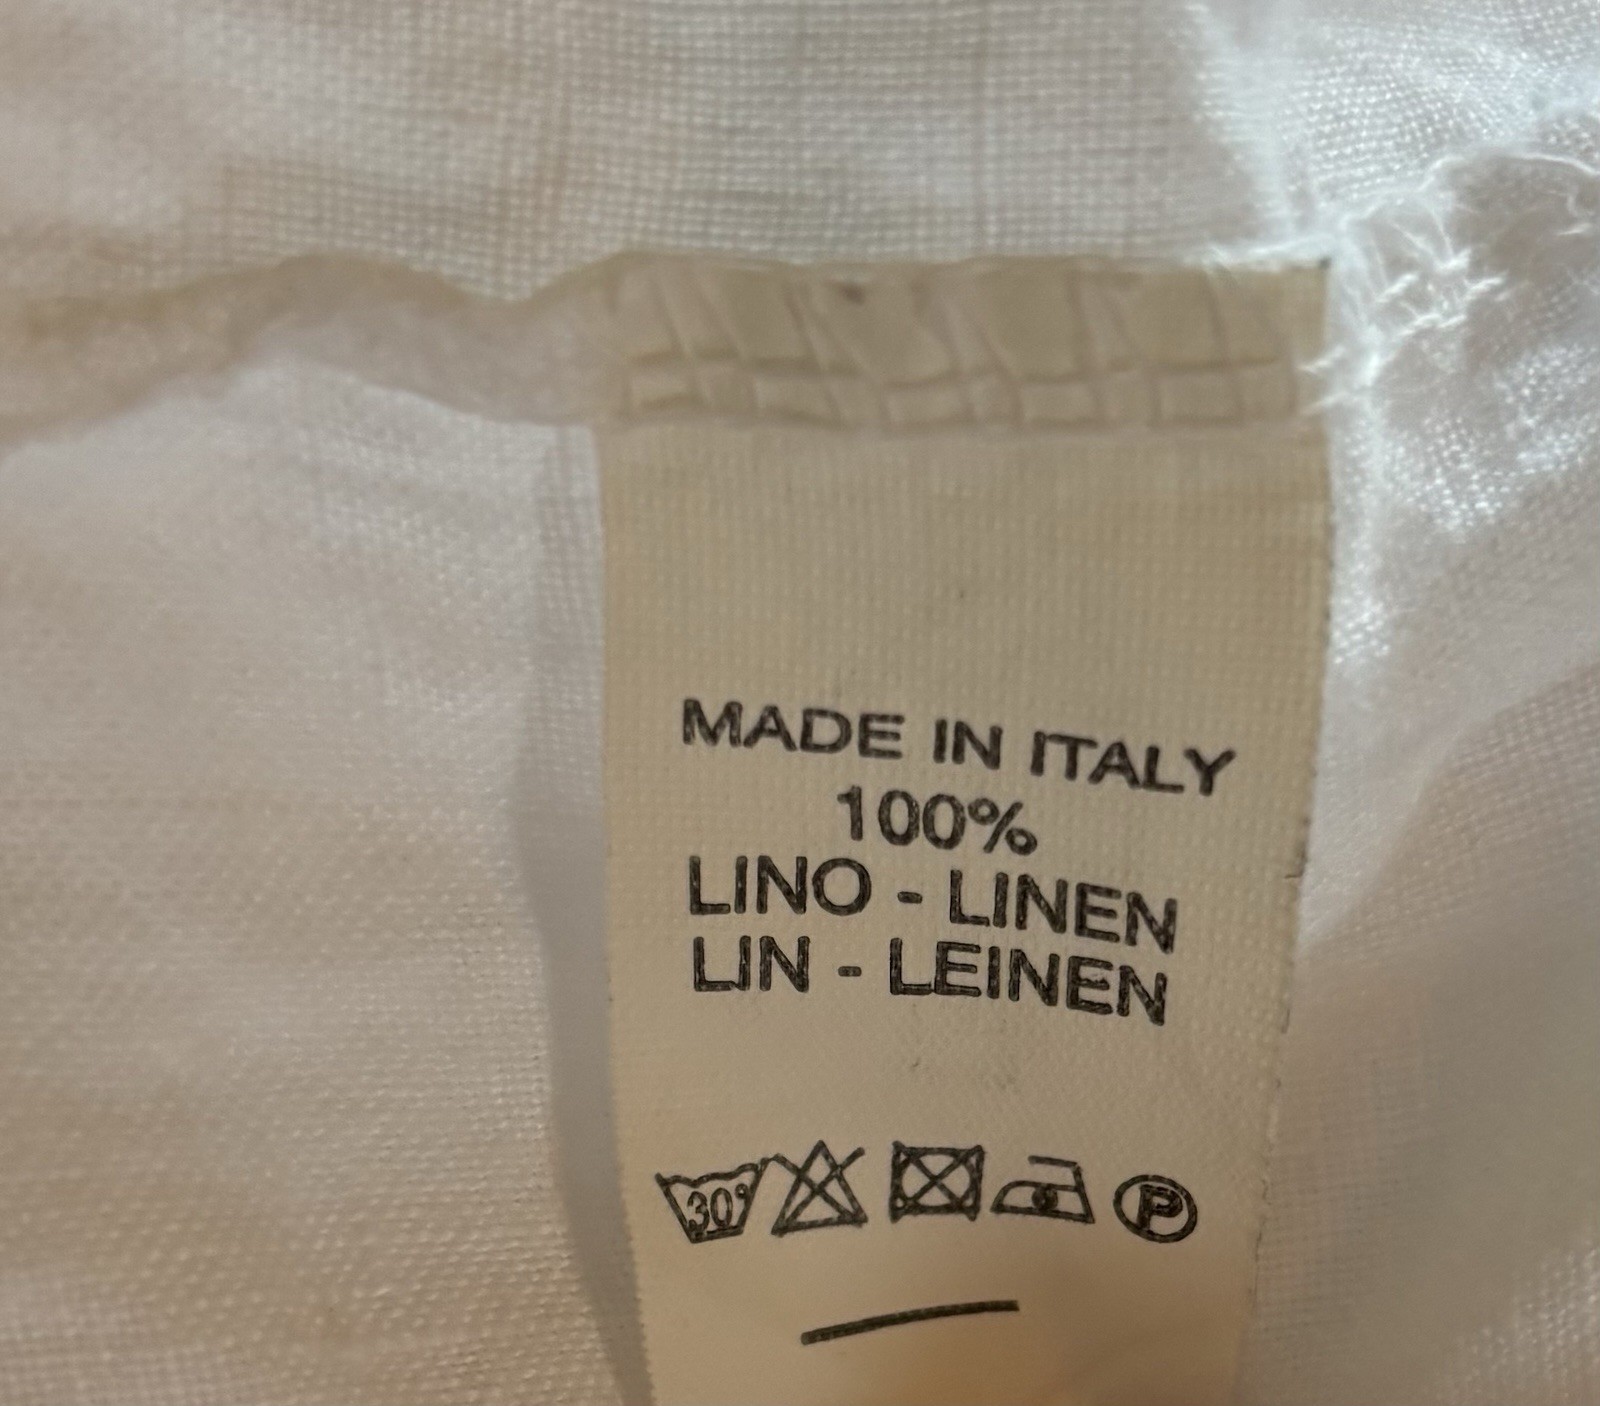 MADE IN ITALY
100%
LINO - LINEN
LIN - LEINEN
30° P